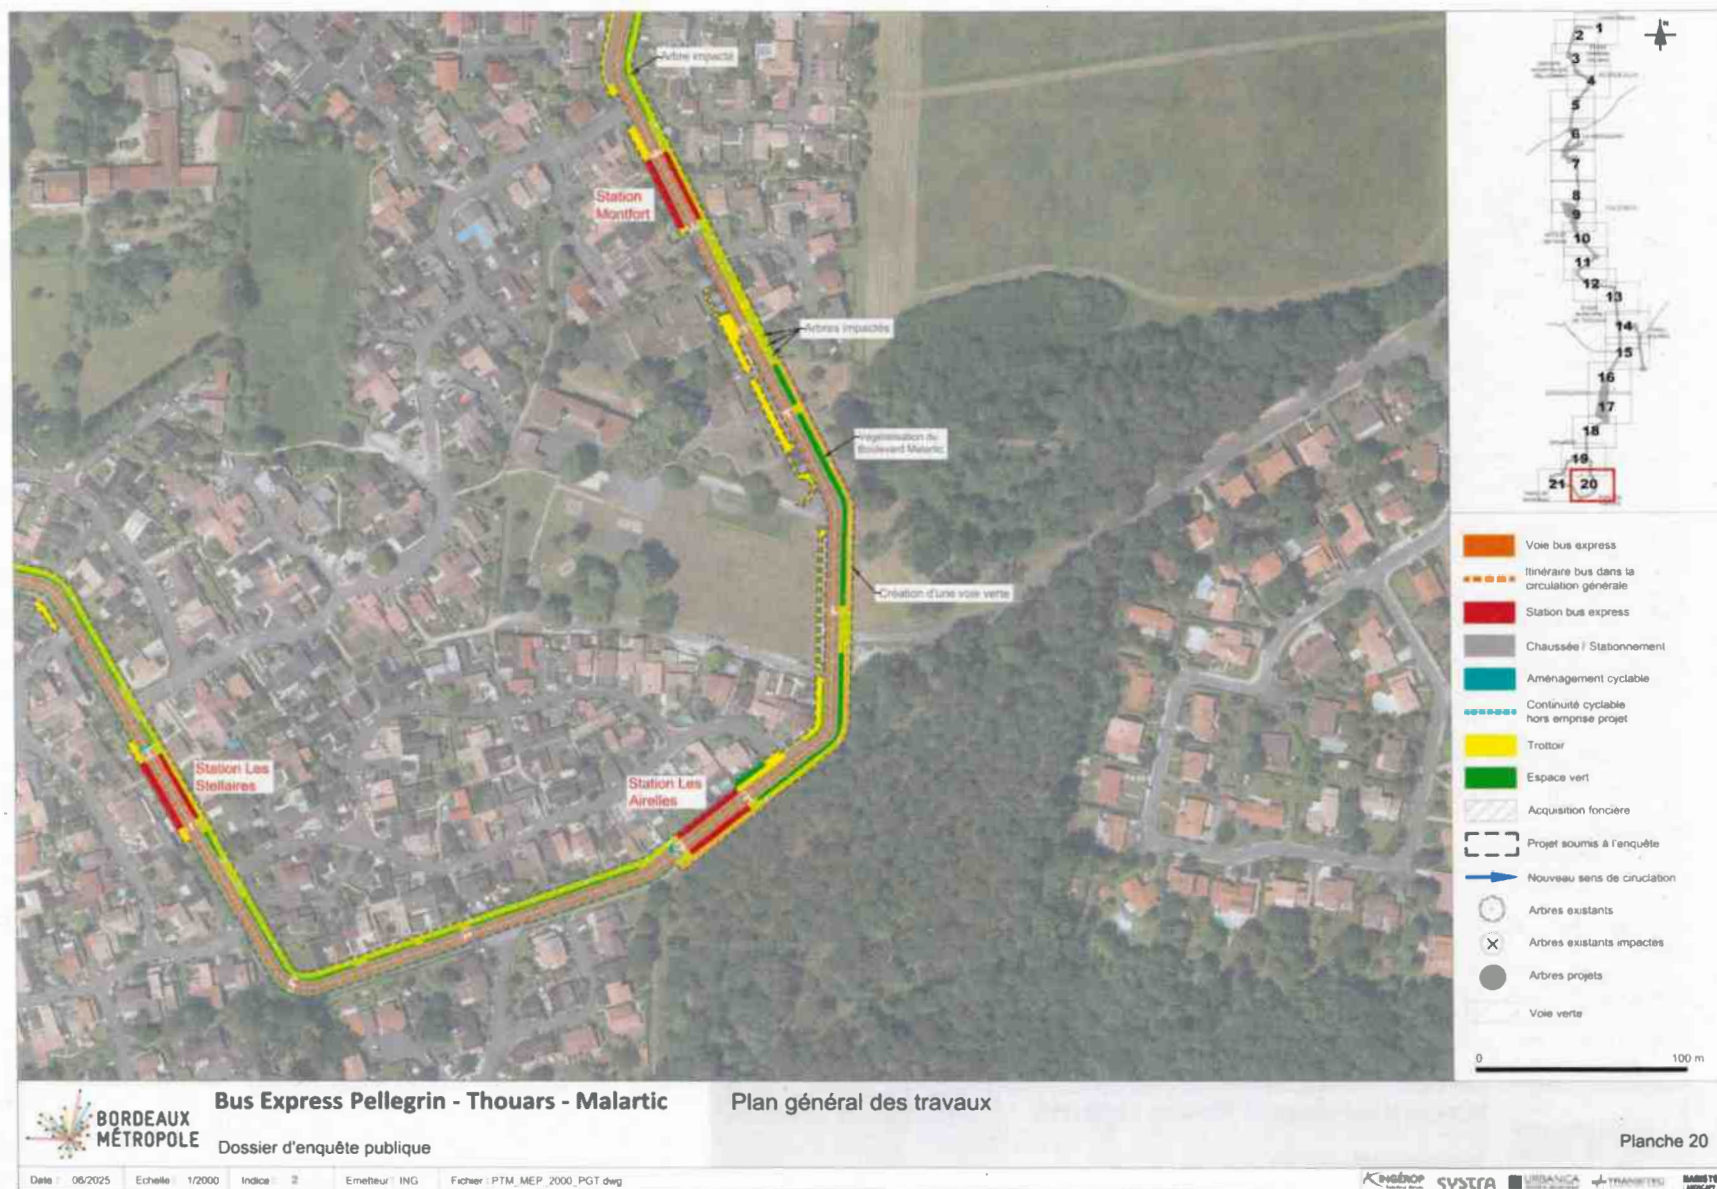 Arbre impacté
Station
Montfort
Arbres impactés
Végétalisation du
Boulevard Malartic
Création d'une voie verte
Station Les
Stellaires
Station Les
Airelles
N
1
2
3
4
5
6
7
8
9
10
11
12
13
14
15
16
17
18
19
21 20
Voie bus express
Itinéraire bus dans la
circulation générale
Station bus express
Chaussée / Stationnement
Aménagement cyclable
Continuité cyclable
hors emprise projet
Trottoir
Espace vert
Acquisition foncière
Projet soumis à l'enquête
Nouveau sens de ciruclation
Arbres existants
Arbres existants impactés
Arbres projets
Voie verte
0 100 m
BORDEAUX
MÉTROPOLE
Bus Express Pellegrin - Thouars - Malartic
Plan général des travaux
Dossier d'enquête publique
Planche 20
Date : 06/2025 Echelle : 1/2000 Indice : 2 Emetteur : ING Fichier : PTM_MEP_2000_PGT.dwg
INGÉROP SYSTRA URBANICA TRANSITEC